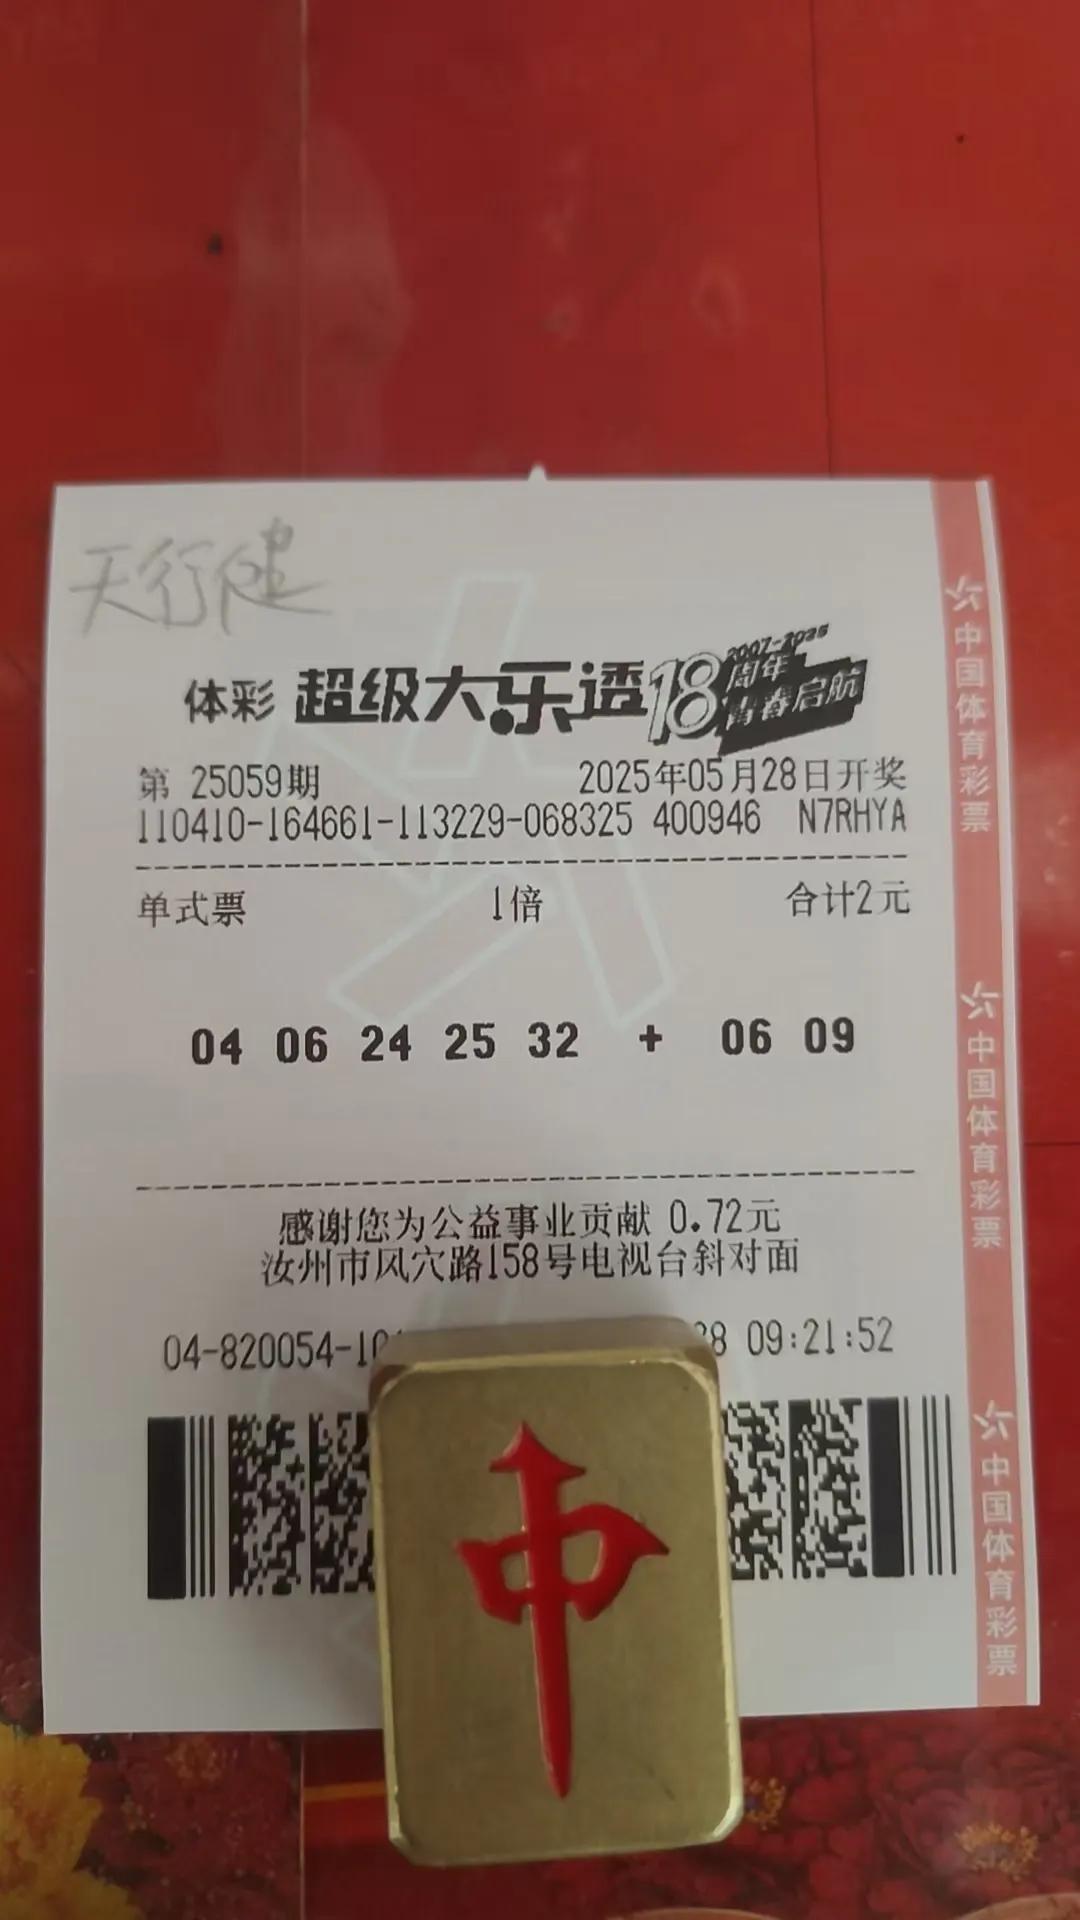 天行健
体彩 超级大乐透 18 周年 2007-2025 青春启航
第 25059期 2025年05月28日开奖
110410-164661-113229-068325 400946 N7RHYA
单式票 1倍 合计2元
04 06 24 25 32 + 06 09
感谢您为公益事业贡献 0.72元
汝州市风穴路158号电视台斜对面
04-820054-10 28 09:21:52
中
中国体育彩票
中国体育彩票
中国体育彩票